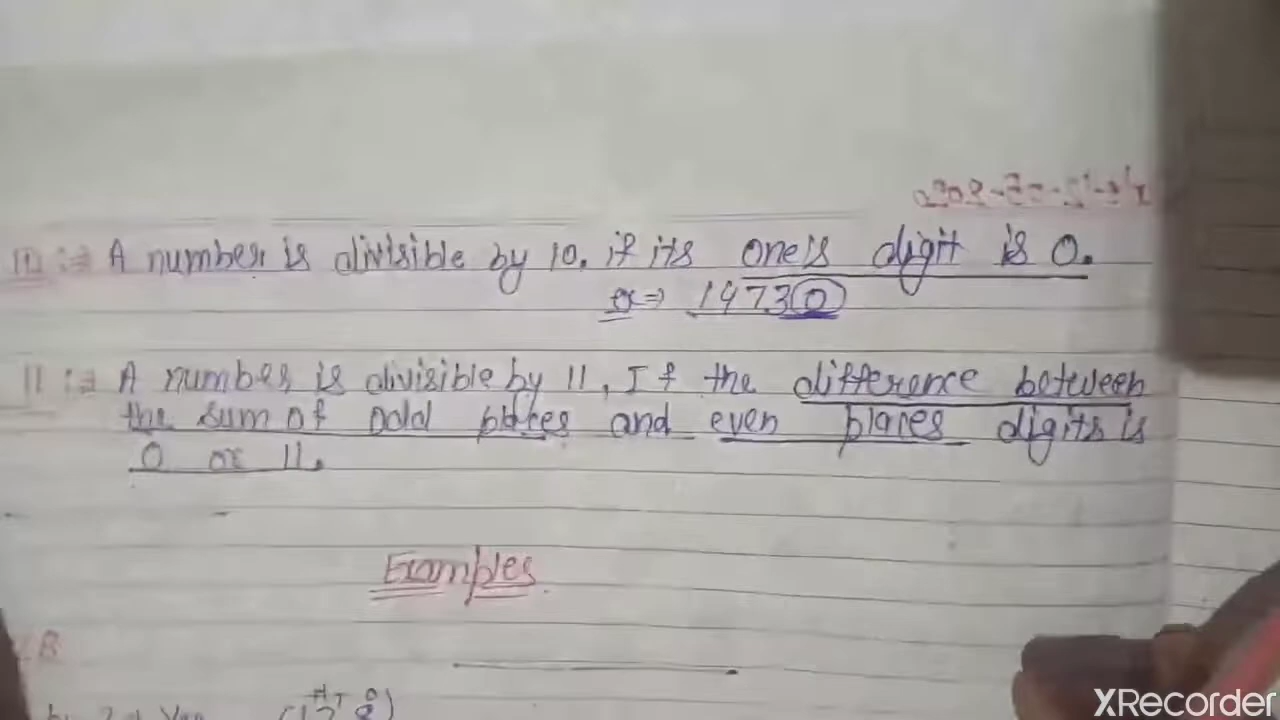 10 :⇒ A number is divisible by 10, if its one's digit is 0.
ex ⇒ 14730
11 :⇒ A number is divisible by 11, If the difference between
the sum of odd places and even places digits is
0 or 11.
Examples
B
H T O
XRecorder